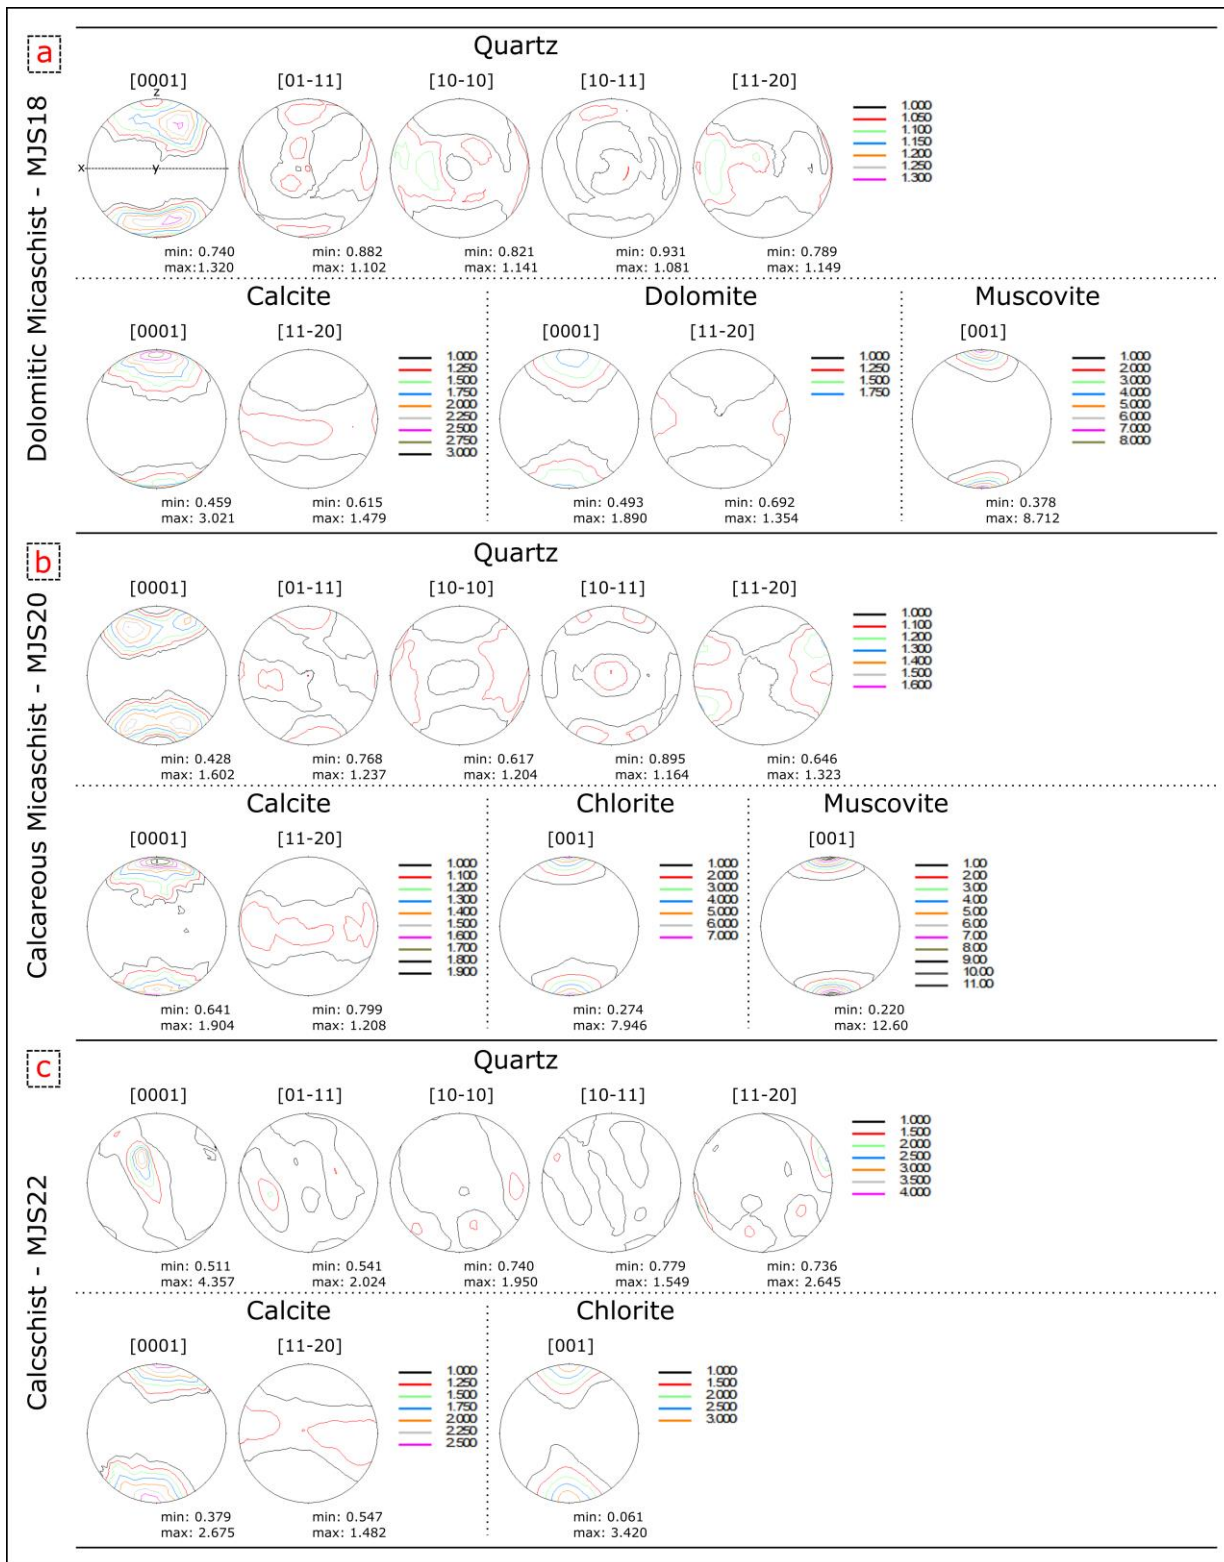 a
Dolomitic Micaschist - MJS18
Quartz
[0001] [01-11] [10-10] [10-11] [11-20]
z
x
y
1.000
1.050
1.100
1.150
1.200
1.250
1.300
min: 0.740 min: 0.882 min: 0.821 min: 0.931 min: 0.789
max:1.320 max: 1.102 max: 1.141 max:1.081 max: 1.149
Calcite Dolomite Muscovite
[0001] [11-20] [0001] [11-20] [001]
1.000
1.250
1.500
1.750
2.000
2.250
2.500
2.750
3.000
1.000
1.250
1.500
1.750
1.000
2.000
3.000
4.000
5.000
6.000
7.000
8.000
min: 0.459 min: 0.615 min: 0.493 min: 0.692 min: 0.378
max: 3.021 max: 1.479 max: 1.890 max: 1.354 max: 8.712
b
Calcareous Micaschist - MJS20
Quartz
[0001] [01-11] [10-10] [10-11] [11-20]
1.000
1.100
1.200
1.300
1.400
1.500
1.600
min: 0.428 min: 0.768 min: 0.617 min: 0.895 min: 0.646
max: 1.602 max: 1.237 max: 1.204 max: 1.164 max: 1.323
Calcite Chlorite Muscovite
[0001] [11-20] [001] [001]
1.000
1.100
1.200
1.300
1.400
1.500
1.600
1.700
1.800
1.900
1.000
2.000
3.000
4.000
5.000
6.000
7.000
1.00
2.00
3.00
4.00
5.00
6.00
7.00
8.00
9.00
10.00
11.00
min: 0.641 min: 0.799 min: 0.274 min: 0.220
max: 1.904 max: 1.208 max: 7.946 max: 12.60
c
Calcschist - MJS22
Quartz
[0001] [01-11] [10-10] [10-11] [11-20]
1.000
1.500
2.000
2.500
3.000
3.500
4.000
min: 0.511 min: 0.541 min: 0.740 min: 0.779 min: 0.736
max: 4.357 max: 2.024 max: 1.950 max: 1.549 max: 2.645
Calcite Chlorite
[0001] [11-20] [001]
1.000
1.250
1.500
1.750
2.000
2.250
2.500
1.000
1.500
2.000
2.500
3.000
min: 0.379 min: 0.547 min: 0.061
max: 2.675 max: 1.482 max: 3.420